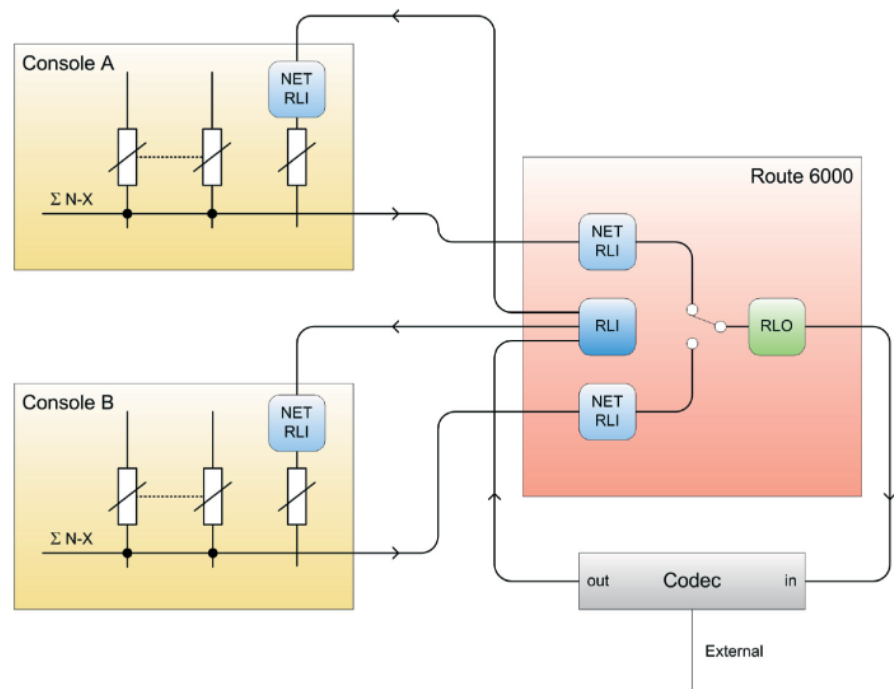 Console A
NET
RLI
Σ N-X
Route 6000
NET
RLI
RLI
RLO
Console B
NET
RLI
NET
RLI
Σ N-X
out
Codec
in
External